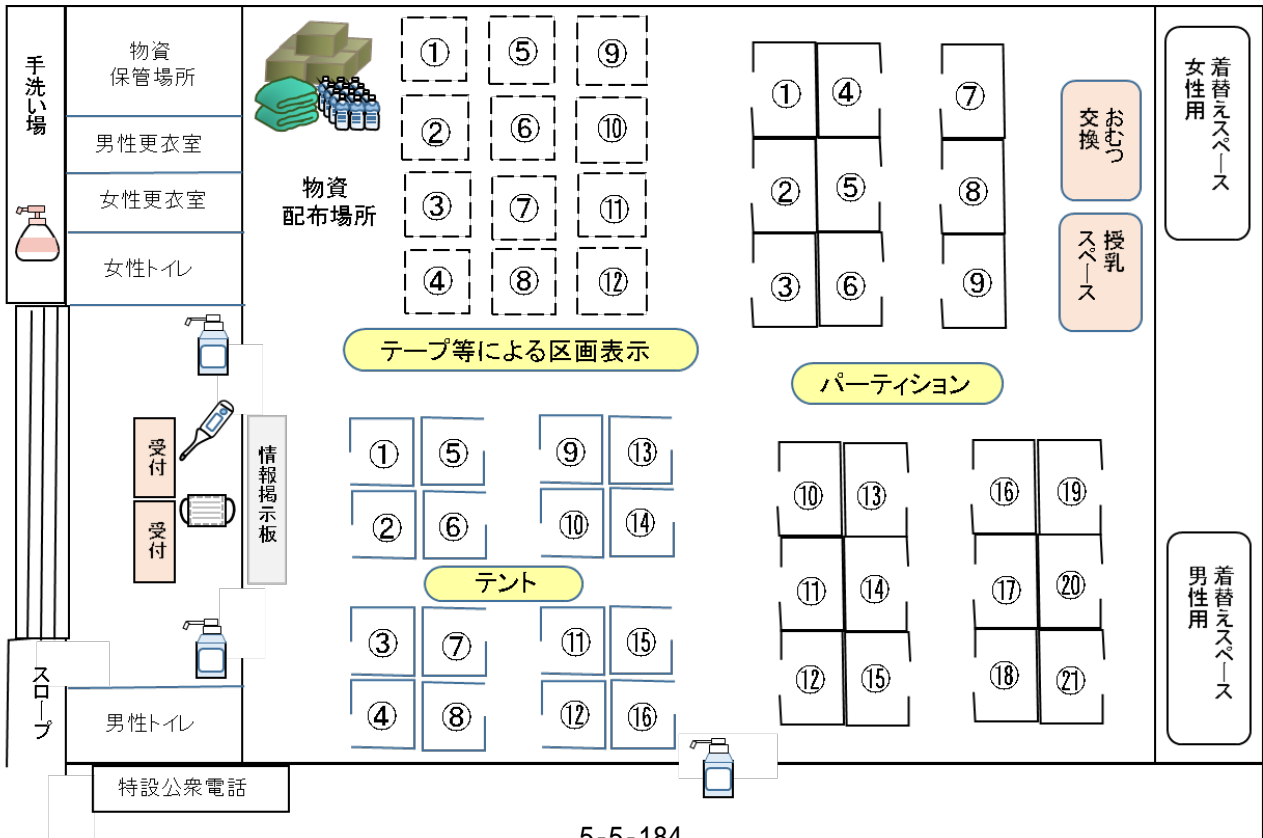 手洗い場
物資
保管場所
男性更衣室
女性更衣室
女性トイレ
物資
配布場所
①
⑤
⑨
②
⑥
⑩
③
⑦
⑪
④
⑧
⑫
テープ等による区画表示
①
④
⑦
②
⑤
⑧
③
⑥
⑨
パーティション
おむつ
交換
授乳
スペース
着替えスペース
女性用
受付
受付
情報掲示板
①
⑤
⑨
⑬
②
⑥
⑩
⑭
テント
③
⑦
⑪
⑮
④
⑧
⑫
⑯
⑩
⑬
⑯
⑲
⑪
⑭
⑰
⑳
⑫
⑮
⑱
㉑
着替えスペース
男性用
スロープ
男性トイレ
特設公衆電話
5-5-184